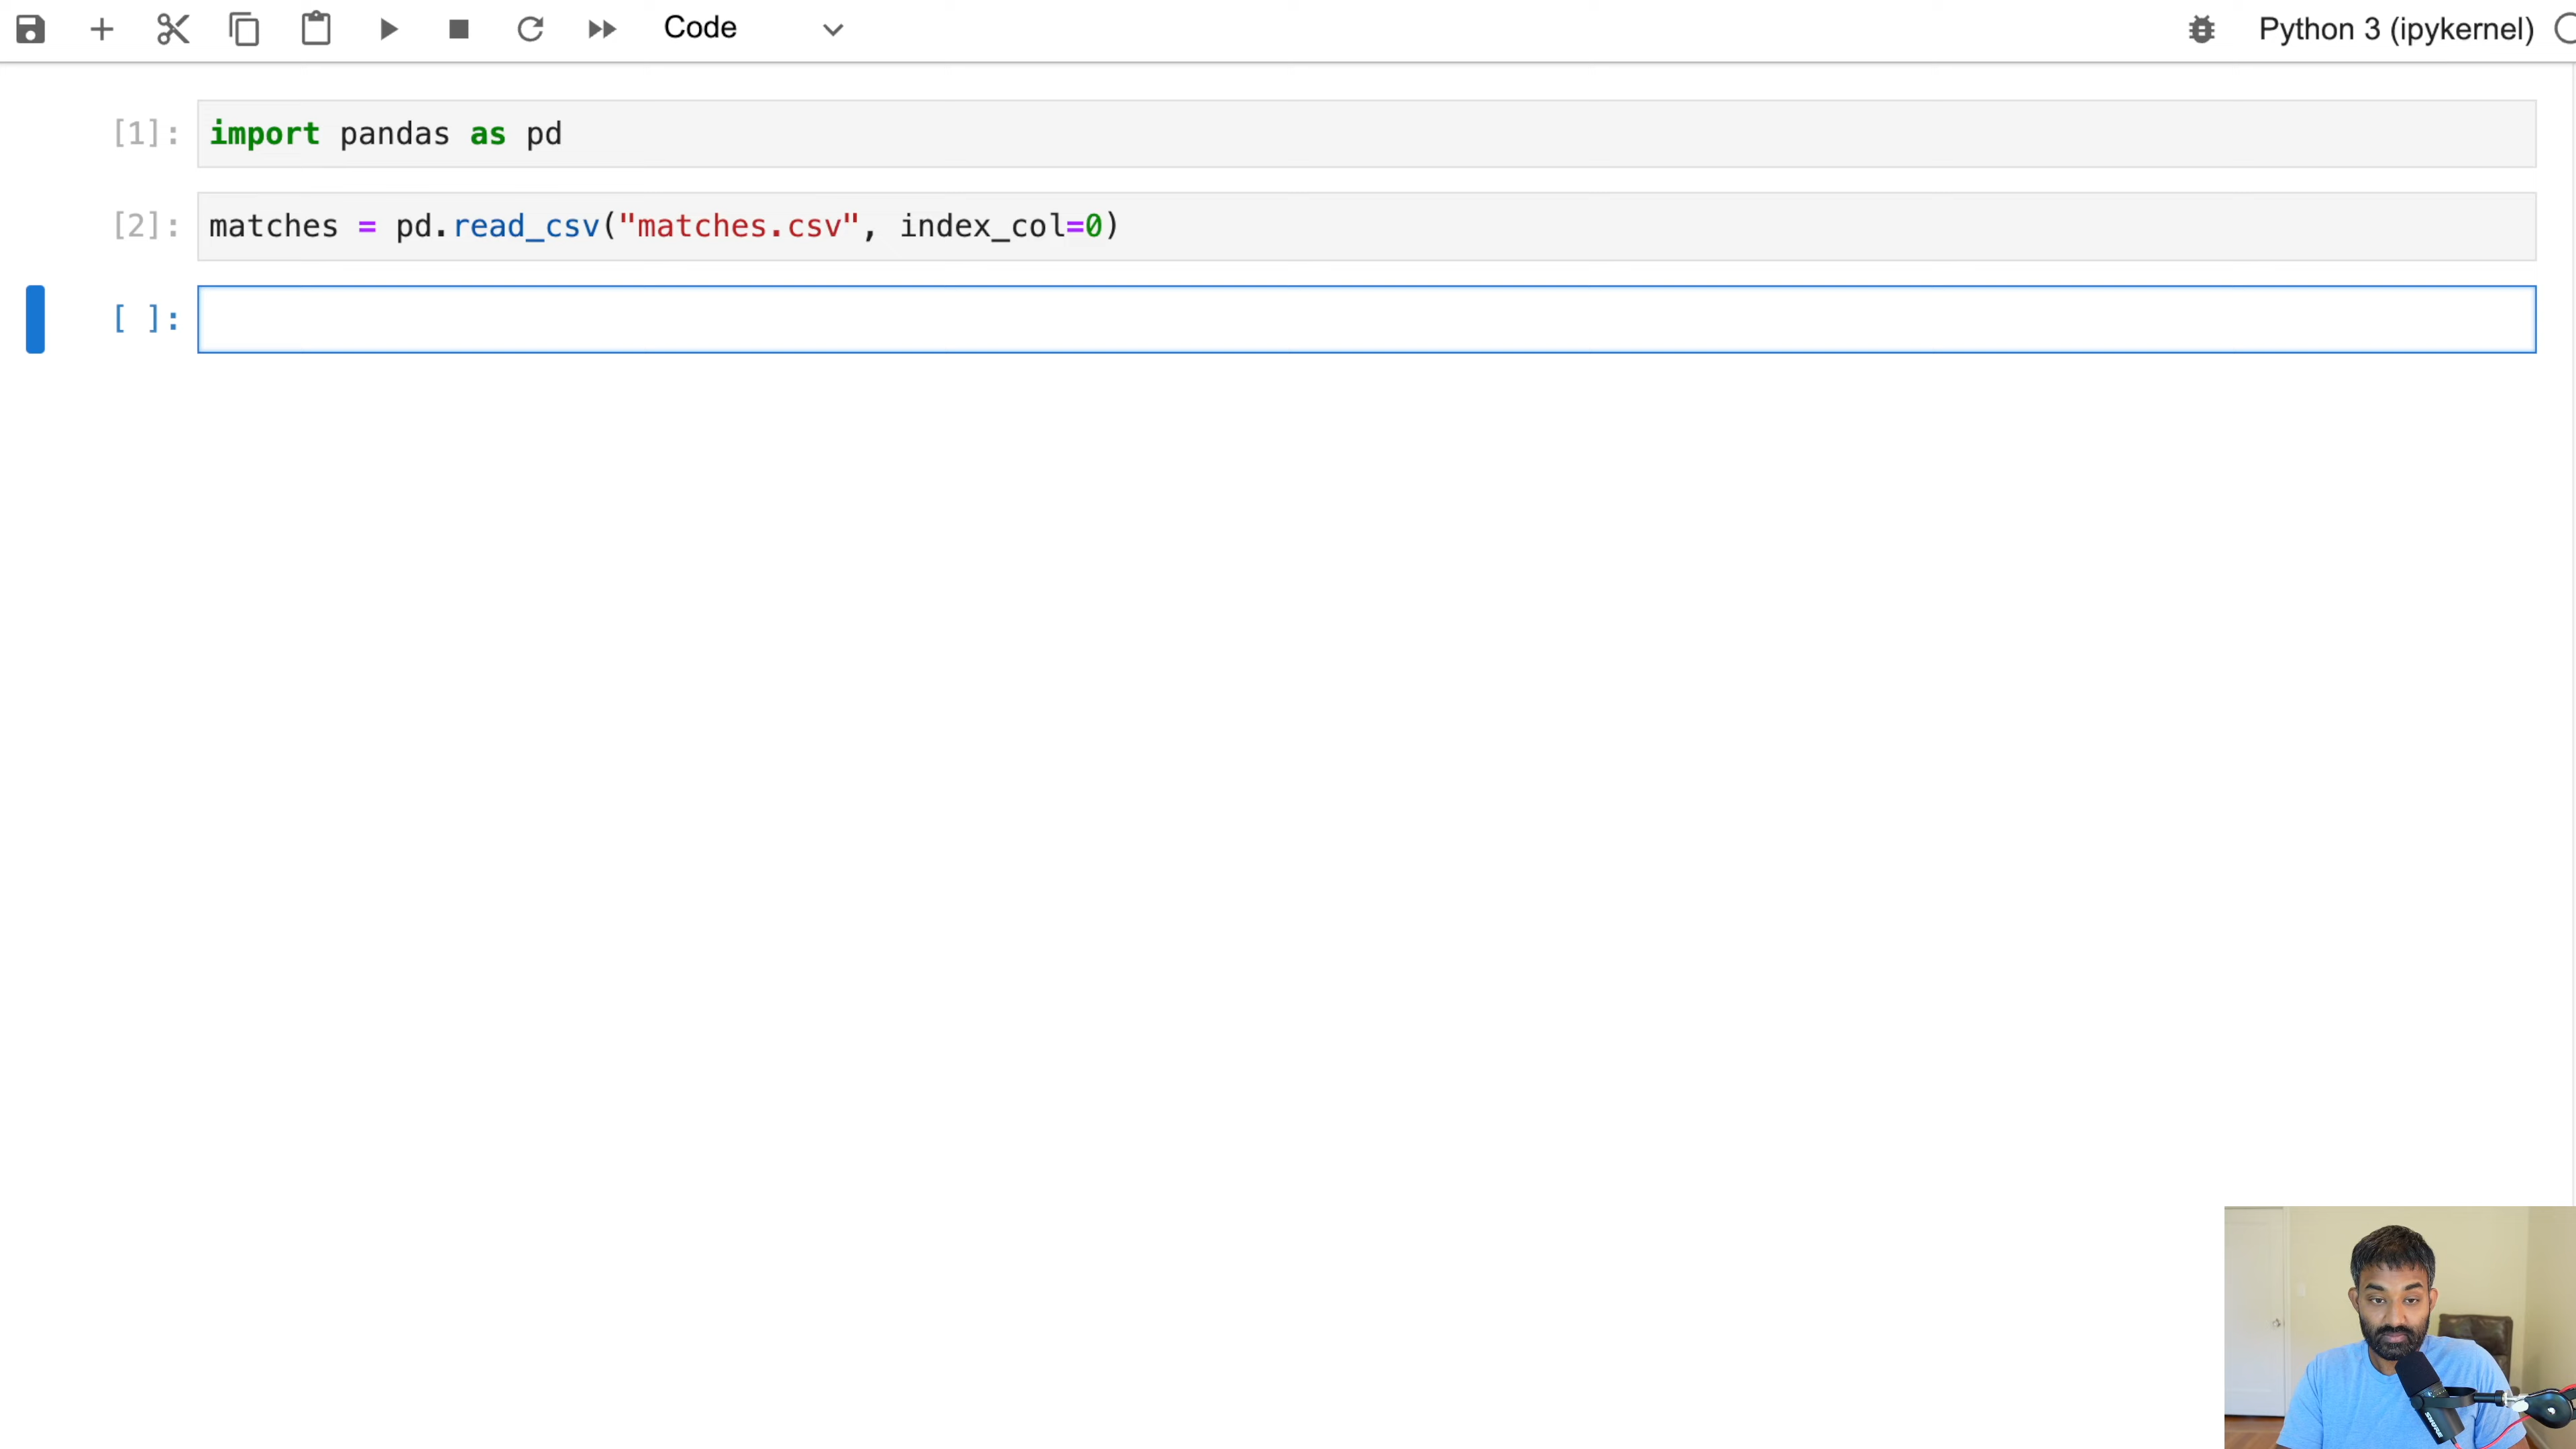 Code
Python 3 (ipykernel)
[1]: import pandas as pd
[2]: matches = pd.read_csv("matches.csv", index_col=0)
[ ]: